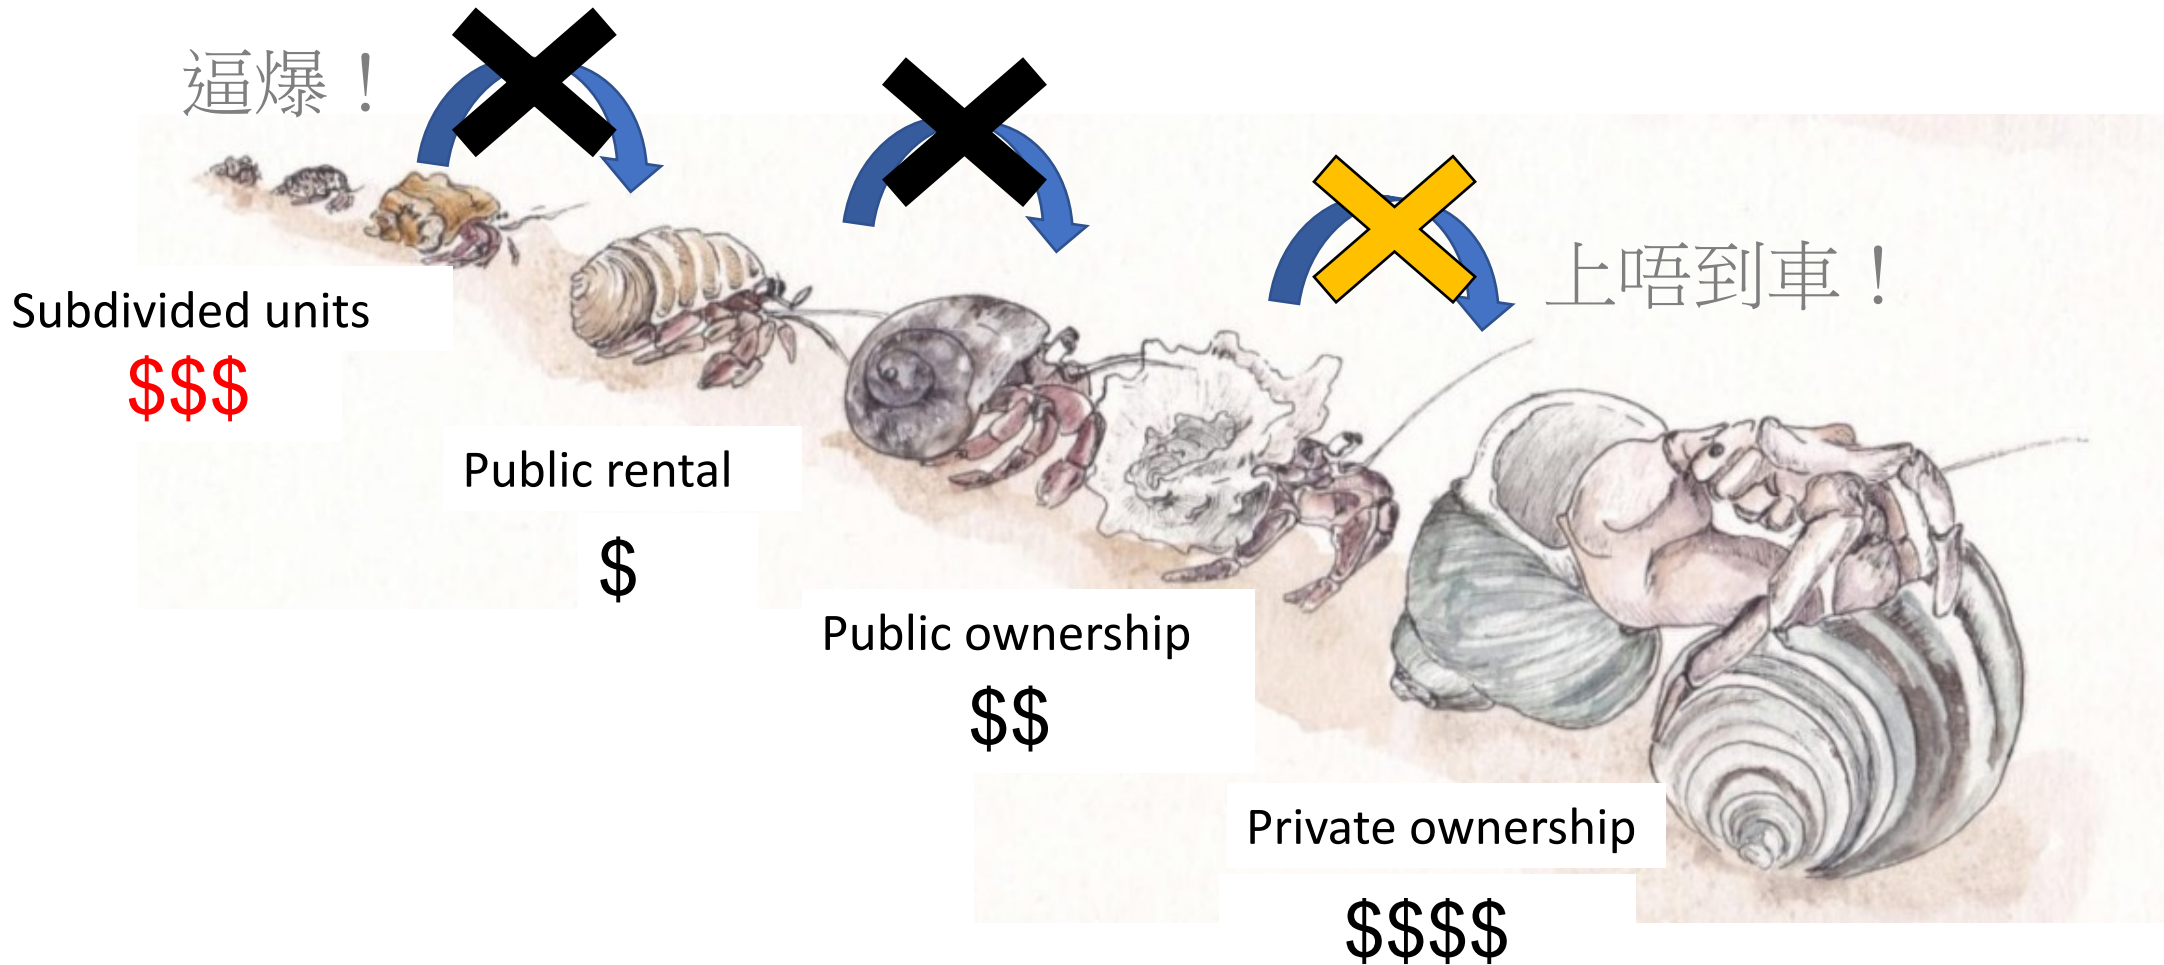 逼爆！
上唔到車！
Subdivided units
$$$
Public rental
$
Public ownership
$$
Private ownership
$$$$